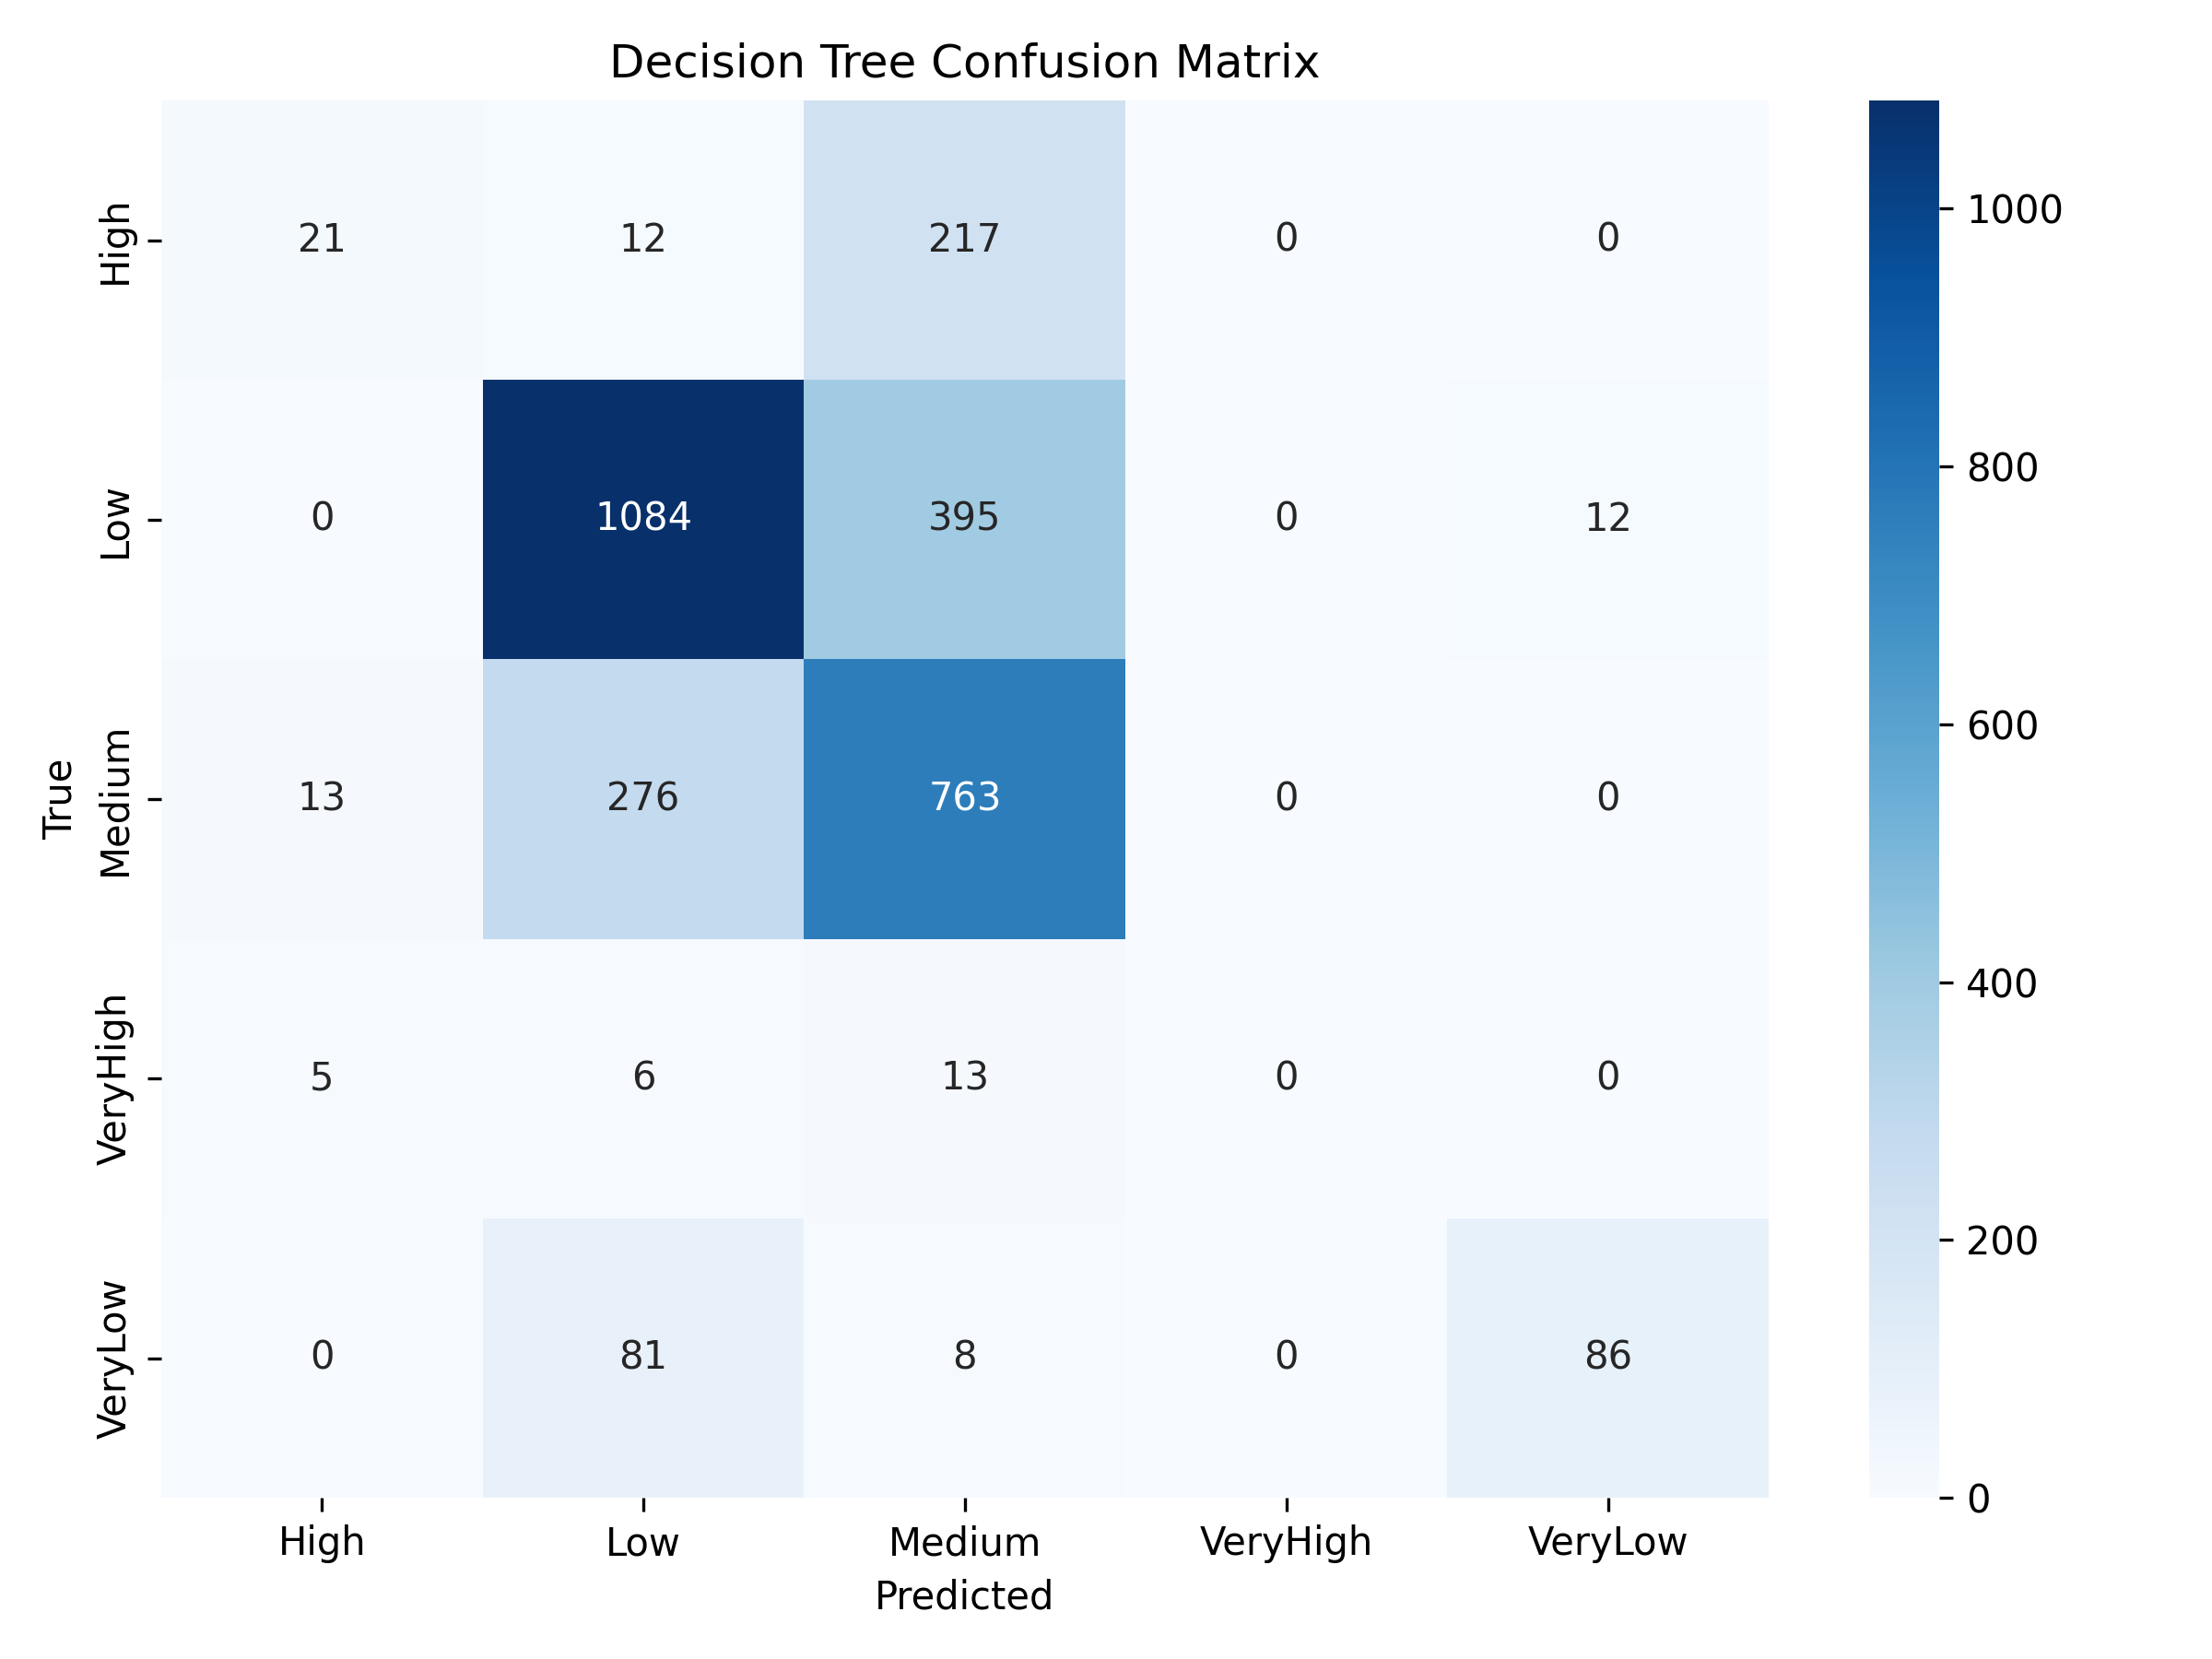 Decision Tree Confusion Matrix
High 21 12 217 0 0
Low 0 1084 395 0 12
Medium 13 276 763 0 0
VeryHigh 5 6 13 0 0
VeryLow 0 81 8 0 86
True
High Low Medium VeryHigh VeryLow
Predicted
1000
800
600
400
200
0